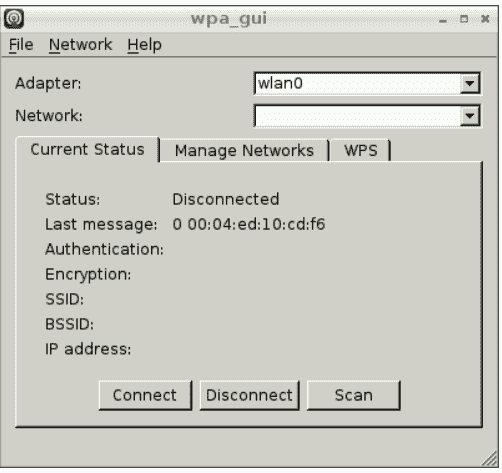 wpa_gui
File Network Help
Adapter: wlan0
Network:
Current Status Manage Networks WPS
Status: Disconnected
Last message: 0 00:04:ed:10:cd:f6
Authentication:
Encryption:
SSID:
BSSID:
IP address:
Connect Disconnect Scan